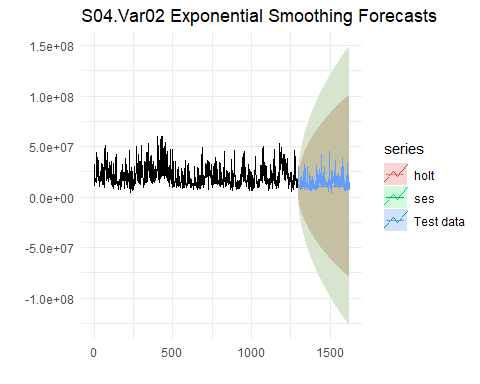 S04.Var02 Exponential Smoothing Forecasts
1.5e+08
1.0e+08
5.0e+07
0.0e+00
-5.0e+07
-1.0e+08
0 500 1000 1500
series
holt
ses
Test data